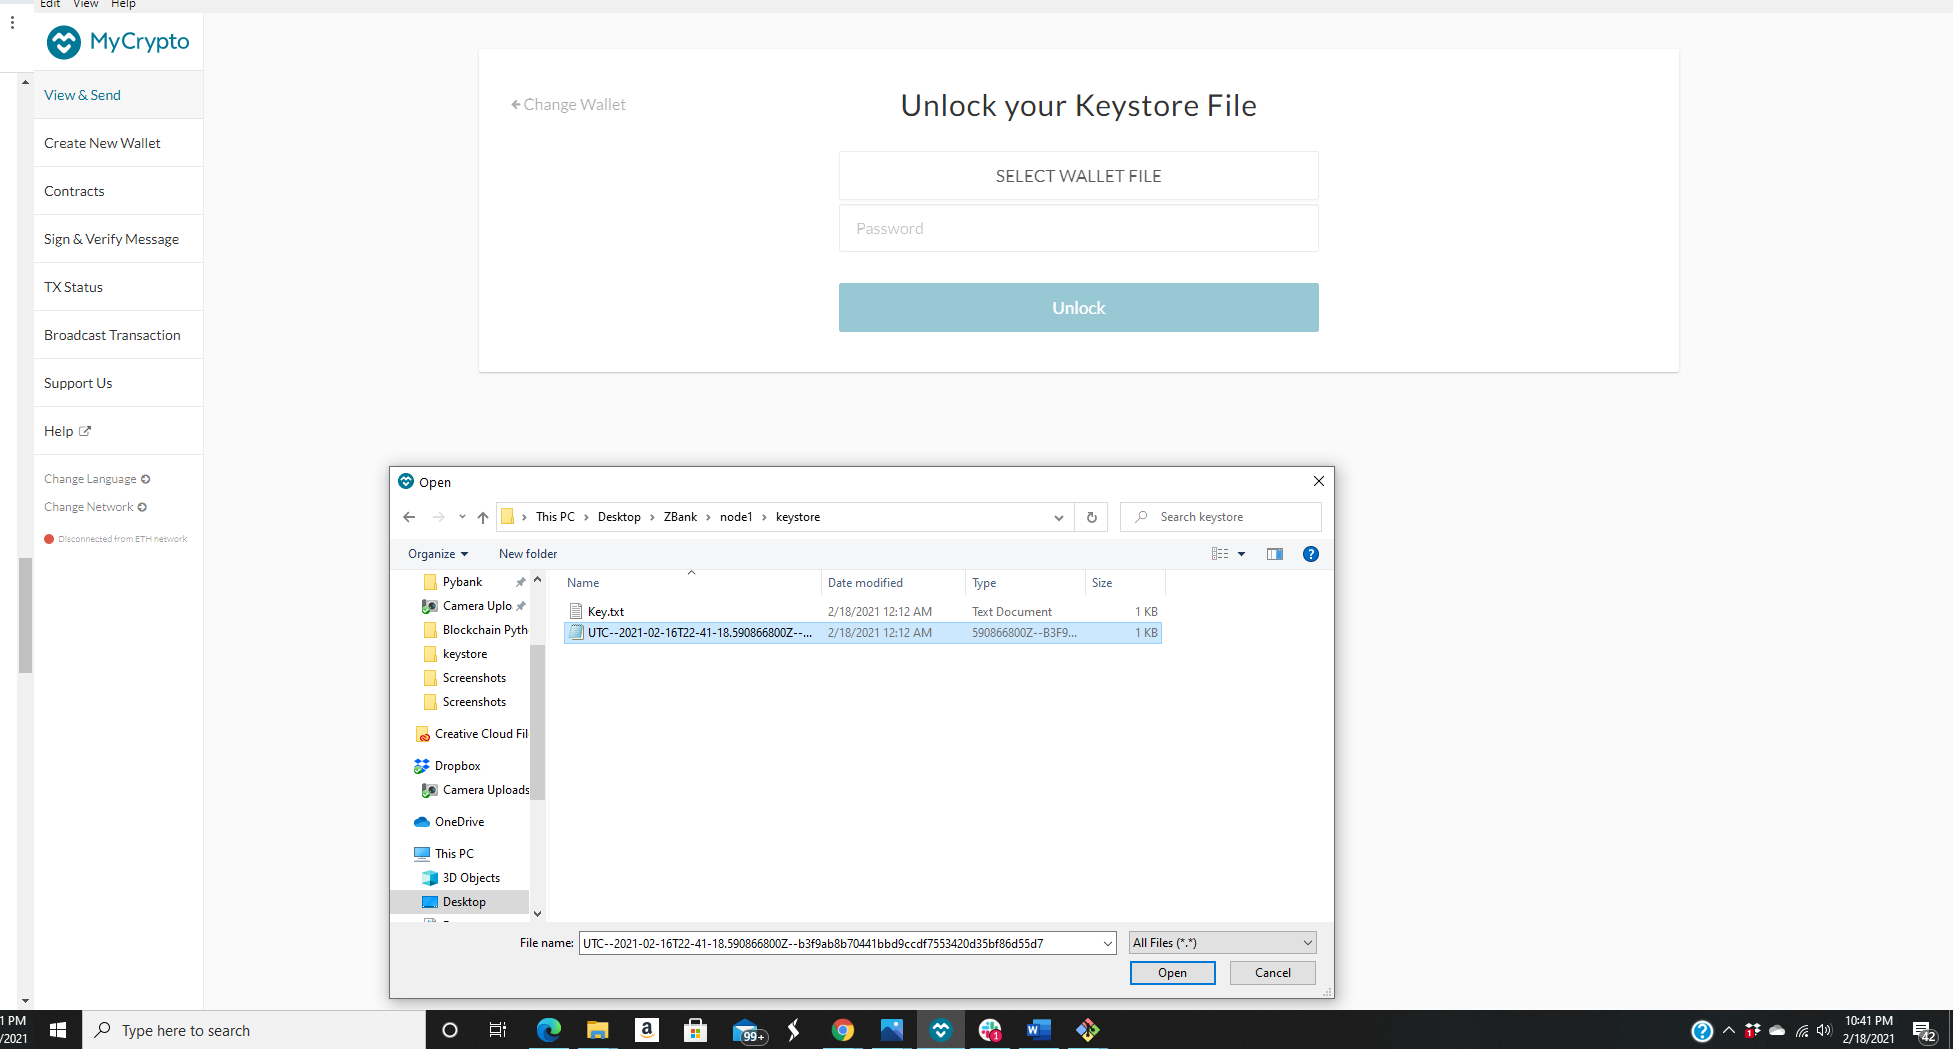 Edit View Help
MyCrypto
View & Send
Create New Wallet
Contracts
Sign & Verify Message
TX Status
Broadcast Transaction
Support Us
Help
Change Language
Change Network
Disconnected from ETH network
Change Wallet
Unlock your Keystore File
SELECT WALLET FILE
Password
Unlock
Open
This PC > Desktop > ZBank > node1 > keystore
Search keystore
Organize
New folder
Pybank
Camera Uplo
Blockchain Pyth
keystore
Screenshots
Screenshots
Creative Cloud Fil
Dropbox
Camera Uploads
OneDrive
This PC
3D Objects
Desktop
Name Date modified Type Size
Key.txt 2/18/2021 12:12 AM Text Document 1 KB
UTC--2021-02-16T22-41-18.590866800Z--... 2/18/2021 12:12 AM 590866800Z--B3F9... 1 KB
File name: UTC--2021-02-16T22-41-18.590866800Z--b3f9ab8b70441bbd9ccdf7553420d35bf86d55d7
All Files (*.*)
Open
Cancel
1 PM
/2021
Type here to search
99+
1
1
10:41 PM
2/18/2021
42